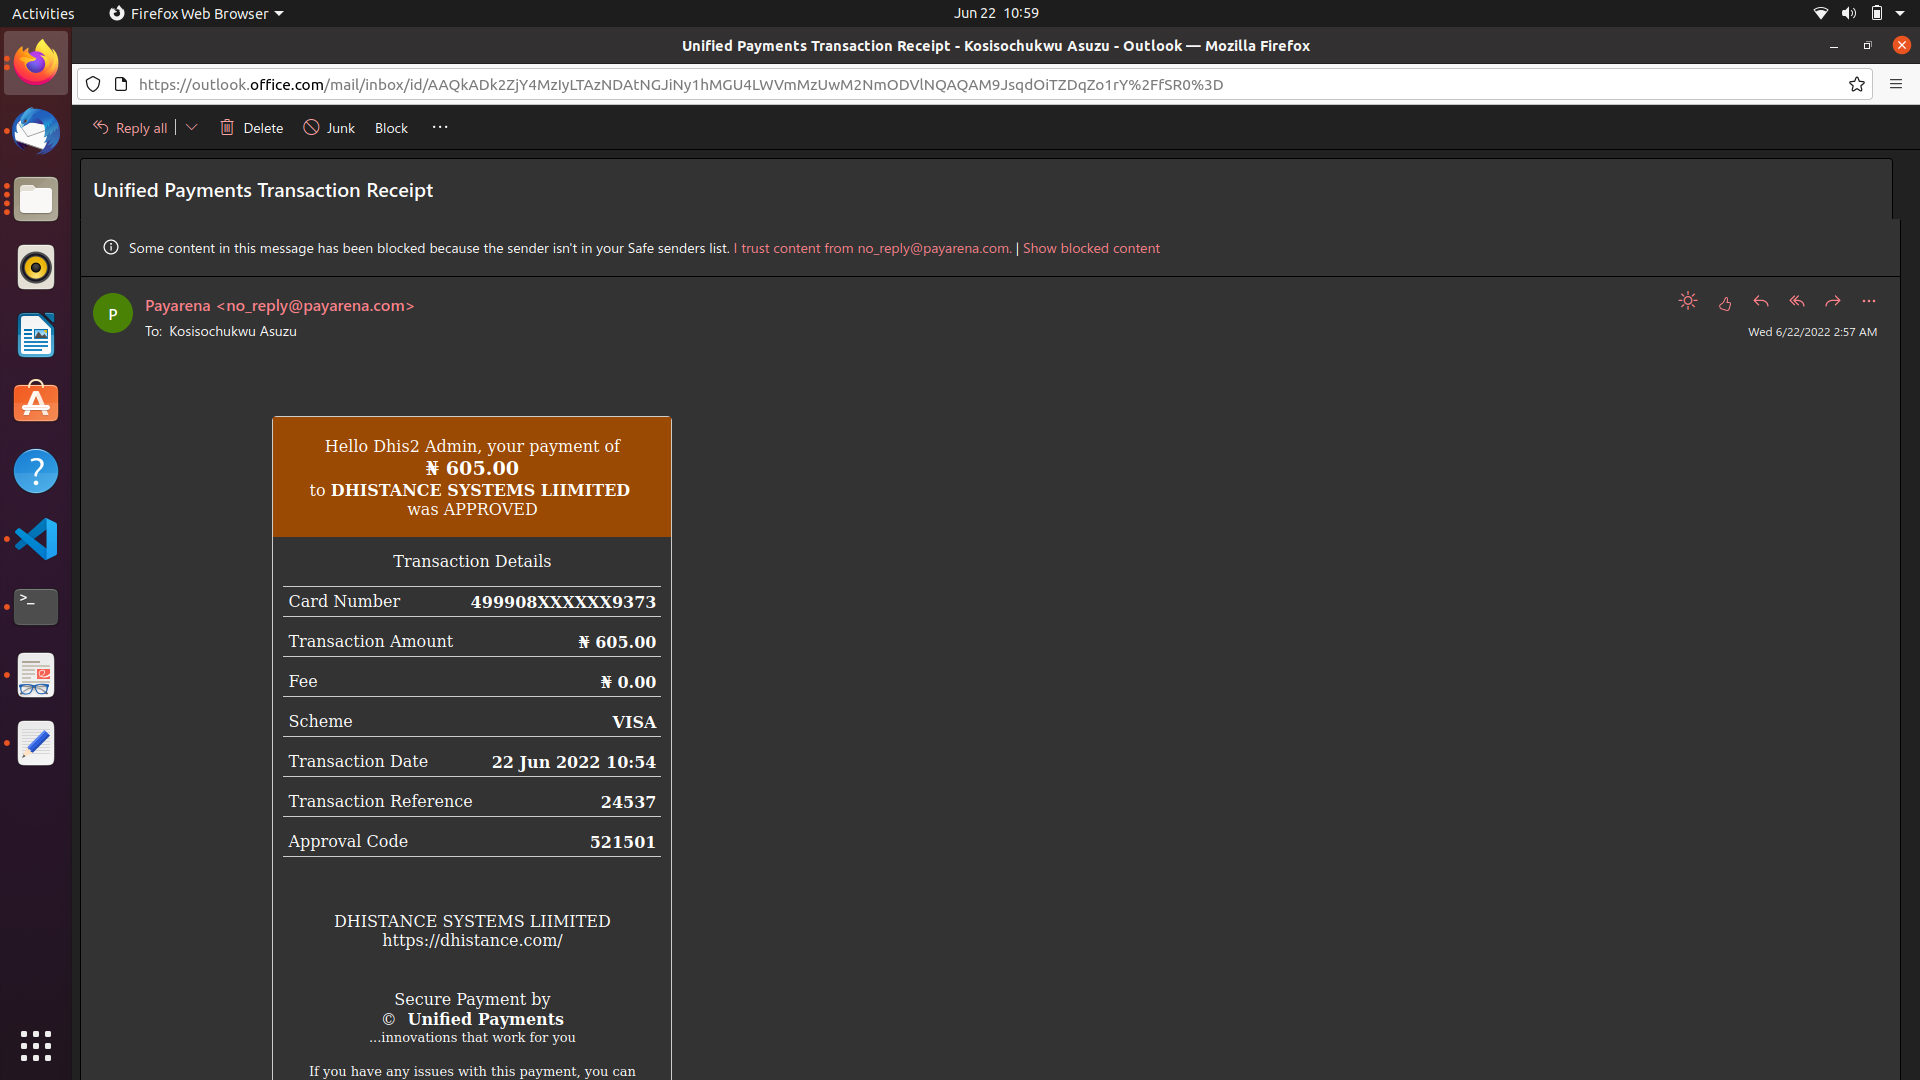 Activities
Firefox Web Browser
Jun 22 10:59
Unified Payments Transaction Receipt - Kosisochukwu Asuzu - Outlook — Mozilla Firefox
https://outlook.office.com/mail/inbox/id/AAQkADk2ZjY4MzIyLTAzNDAtNGJiNy1hMGU4LWVmMzUwM2NmODVlNQAQAM9JsqdOiTZDqZo1rY%2FfSR0%3D
Reply all
Delete
Junk
Block
Unified Payments Transaction Receipt
Some content in this message has been blocked because the sender isn't in your Safe senders list. I trust content from no_reply@payarena.com. | Show blocked content
P
Payarena <no_reply@payarena.com>
To: Kosisochukwu Asuzu
Wed 6/22/2022 2:57 AM
Hello Dhis2 Admin, your payment of
₦ 605.00
to DHISTANCE SYSTEMS LIIMITED
was APPROVED
Transaction Details
Card Number 499908XXXXXX9373
Transaction Amount ₦ 605.00
Fee ₦ 0.00
Scheme VISA
Transaction Date 22 Jun 2022 10:54
Transaction Reference 24537
Approval Code 521501
DHISTANCE SYSTEMS LIIMITED
https://dhistance.com/
Secure Payment by
© Unified Payments
...innovations that work for you
If you have any issues with this payment, you can